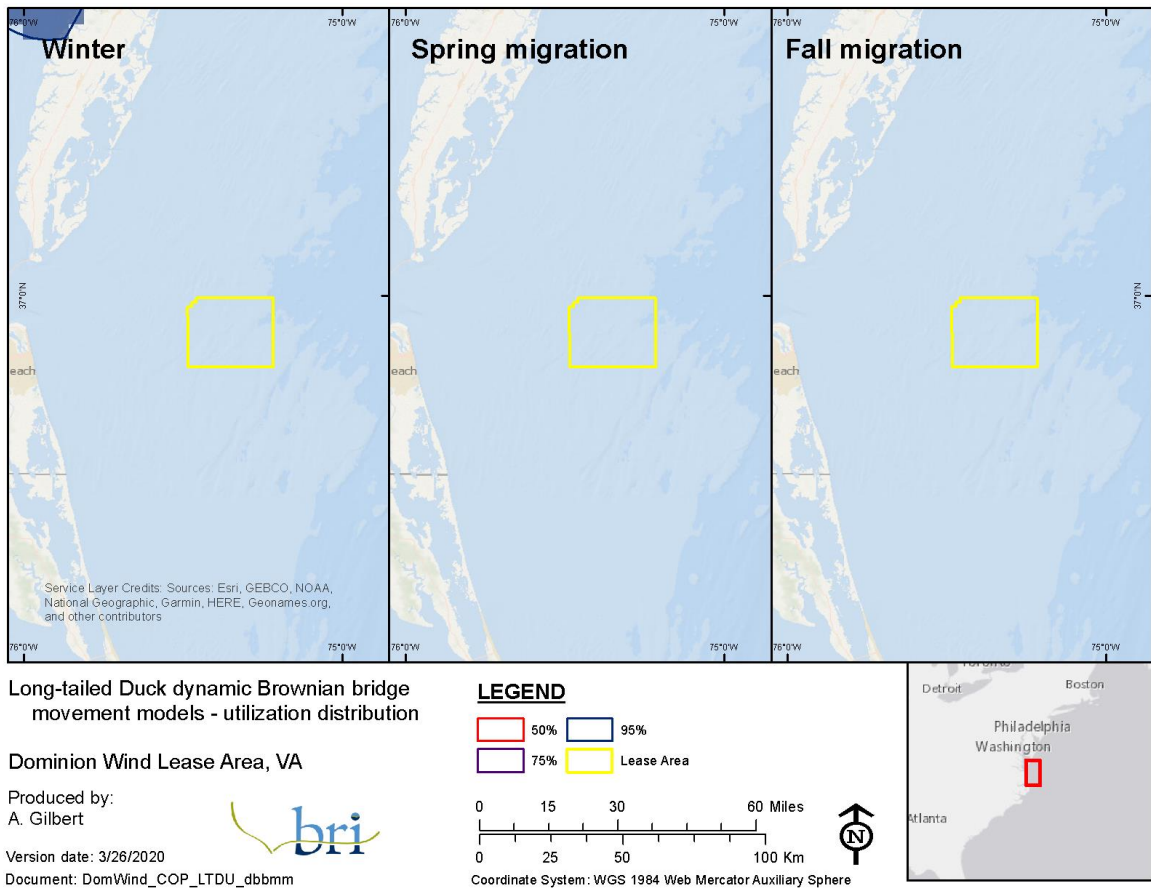 76°0'W
75°0'W
76°0'W
75°0'W
76°0'W
75°0'W
Winter
Spring migration
Fall migration
37°0'N
37°0'N
each
each
each
Service Layer Credits: Sources: Esri, GEBCO, NOAA,
National Geographic, Garmin, HERE, Geonames.org,
and other contributors
76°0'W
75°0'W
76°0'W
75°0'W
76°0'W
75°0'W
Long-tailed Duck dynamic Brownian bridge
movement models - utilization distribution
Dominion Wind Lease Area, VA
Produced by:
A. Gilbert
bri
Version date: 3/26/2020
Document: DomWind_COP_LTDU_dbbmm
LEGEND
50%
95%
75%
Lease Area
0 15 30 60 Miles
0 25 50 100 Km
N
Coordinate System: WGS 1984 Web Mercator Auxiliary Sphere
Detroit
Boston
Philadelphia
Washington
Atlanta